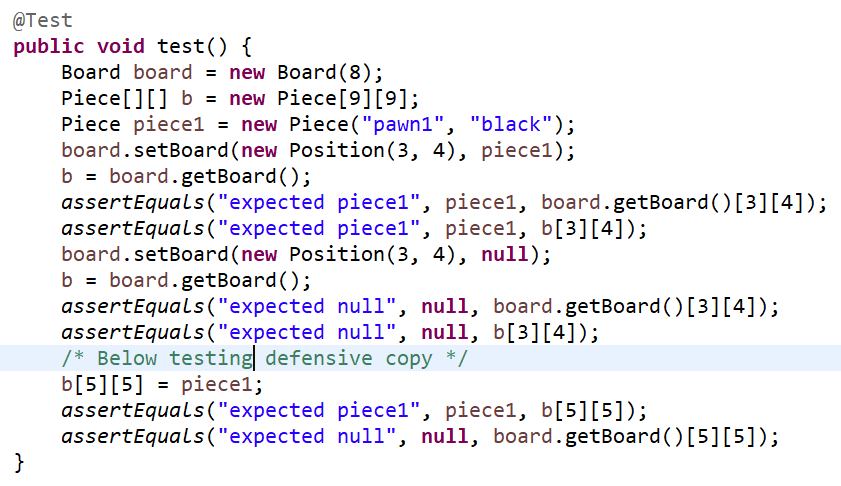 @Test
public void test() {
    Board board = new Board(8);
    Piece[][] b = new Piece[9][9];
    Piece piece1 = new Piece("pawn1", "black");
    board.setBoard(new Position(3, 4), piece1);
    b = board.getBoard();
    assertEquals("expected piece1", piece1, board.getBoard()[3][4]);
    assertEquals("expected piece1", piece1, b[3][4]);
    board.setBoard(new Position(3, 4), null);
    b = board.getBoard();
    assertEquals("expected null", null, board.getBoard()[3][4]);
    assertEquals("expected null", null, b[3][4]);
    /* Below testing defensive copy */
    b[5][5] = piece1;
    assertEquals("expected piece1", piece1, b[5][5]);
    assertEquals("expected null", null, board.getBoard()[5][5]);
}